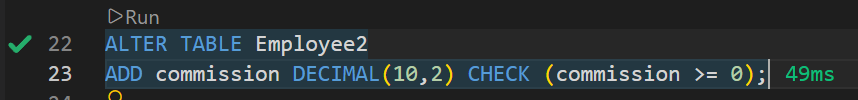 Run
22 ALTER TABLE Employee2
23 ADD commission DECIMAL(10,2) CHECK (commission >= 0); 49ms